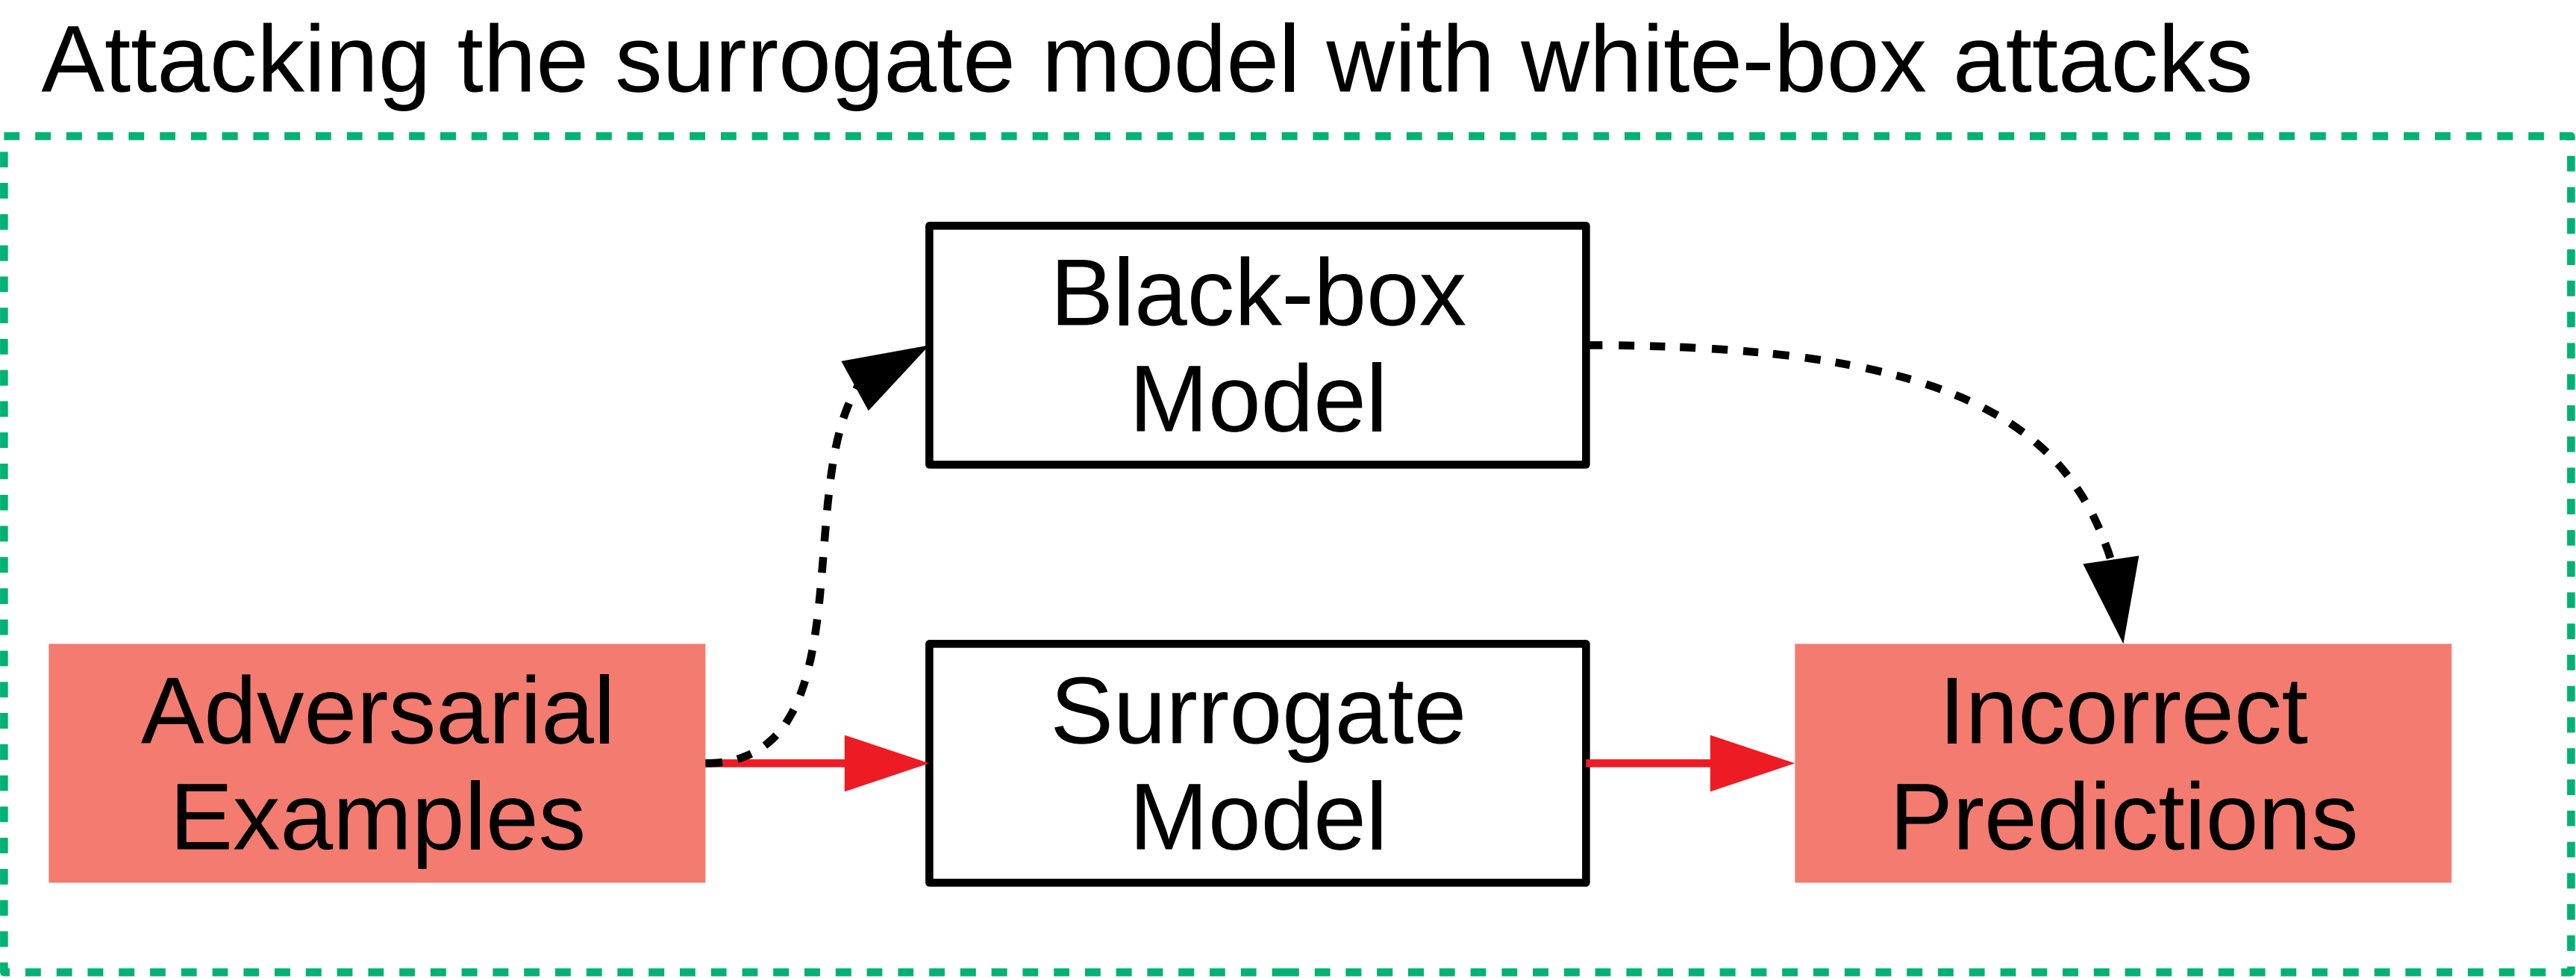 Attacking the surrogate model with white-box attacks
Black-box
Model
Adversarial
Examples
Surrogate
Model
Incorrect
Predictions